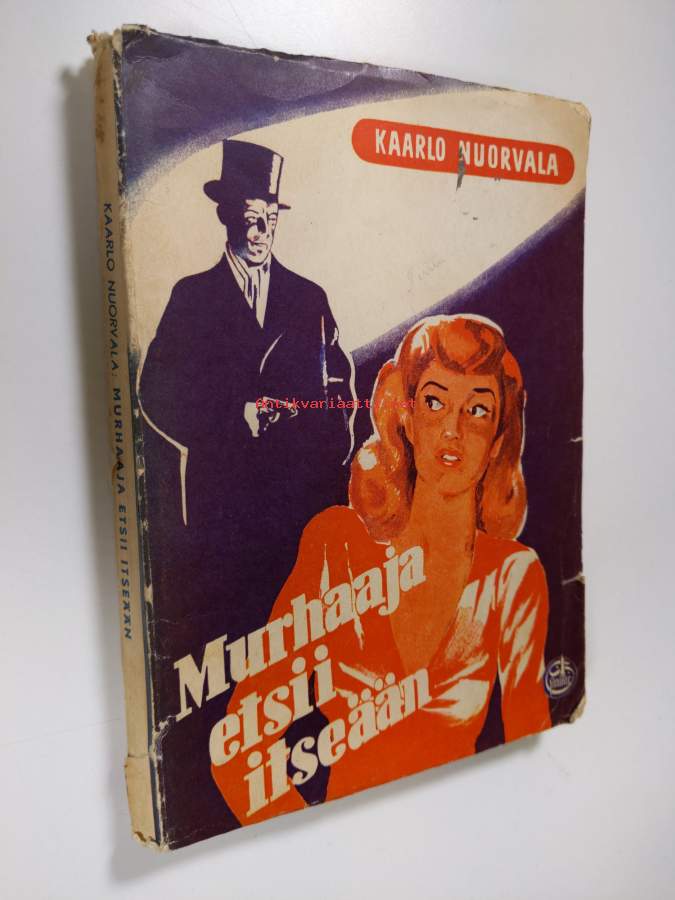 KAARLO NUORVALA
Murhaaja
etsii
itseään
KAARLO NUORVALA: MURHAAJA ETSII ITSEÄÄN
Antikvariaatti.net